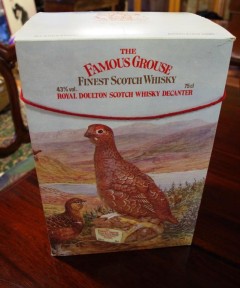 THE
FAMOUS GROUSE
FINEST SCOTCH WHISKY
43% vol. 75cl
ROYAL DOULTON SCOTCH WHISKY DECANTER